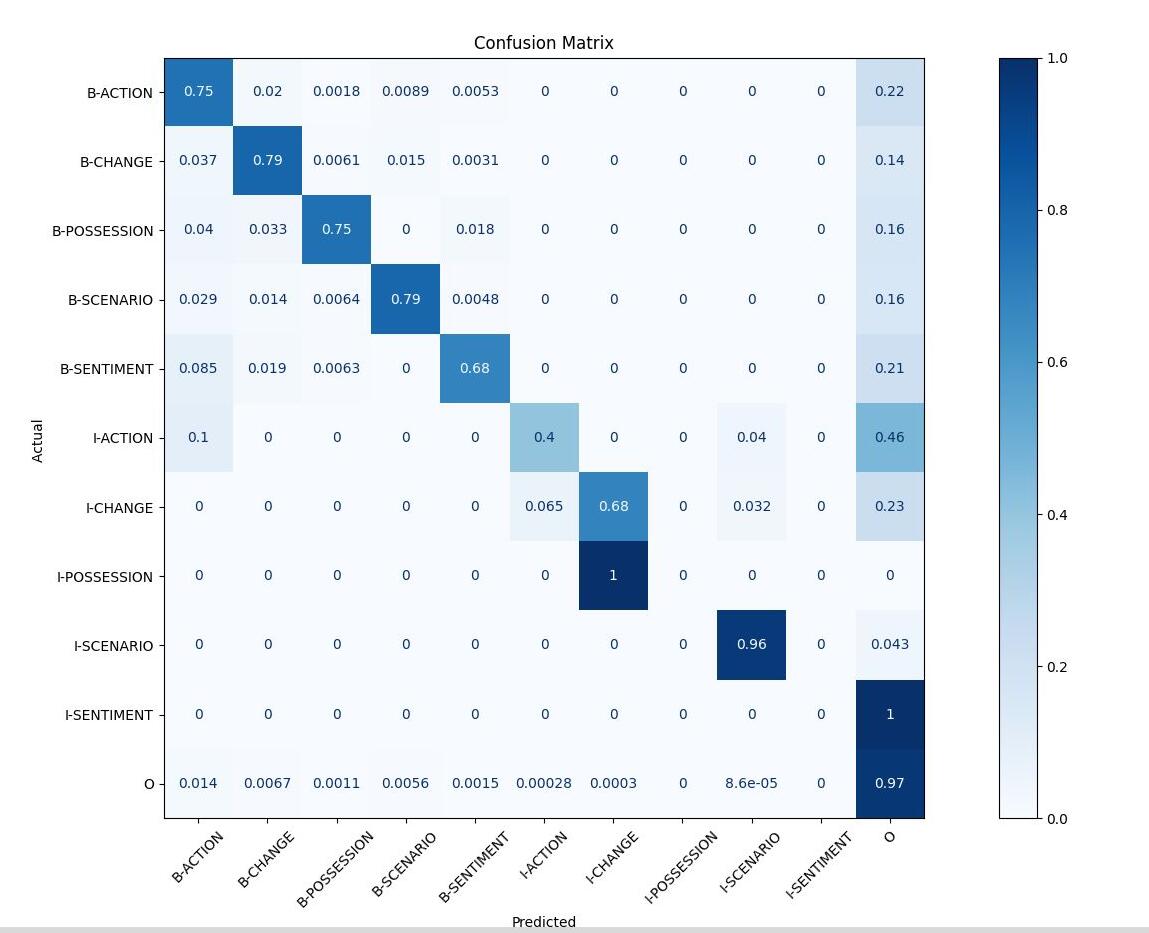 Confusion Matrix
B-ACTION 0.75 0.02 0.0018 0.0089 0.0053 0 0 0 0 0 0.22
B-CHANGE 0.037 0.79 0.0061 0.015 0.0031 0 0 0 0 0 0.14
B-POSSESSION 0.04 0.033 0.75 0 0.018 0 0 0 0 0 0.16
B-SCENARIO 0.029 0.014 0.0064 0.79 0.0048 0 0 0 0 0 0.16
B-SENTIMENT 0.085 0.019 0.0063 0 0.68 0 0 0 0 0 0.21
I-ACTION 0.1 0 0 0 0 0.4 0 0 0.04 0 0.46
I-CHANGE 0 0 0 0 0 0.065 0.68 0 0.032 0 0.23
I-POSSESSION 0 0 0 0 0 0 1 0 0 0 0
I-SCENARIO 0 0 0 0 0 0 0 0 0.96 0 0.043
I-SENTIMENT 0 0 0 0 0 0 0 0 0 0 1
O 0.014 0.0067 0.0011 0.0056 0.0015 0.00028 0.0003 0 8.6e-05 0 0.97
B-ACTION B-CHANGE B-POSSESSION B-SCENARIO B-SENTIMENT I-ACTION I-CHANGE I-POSSESSION I-SCENARIO I-SENTIMENT O
Predicted
Actual
1.0
0.8
0.6
0.4
0.2
0.0